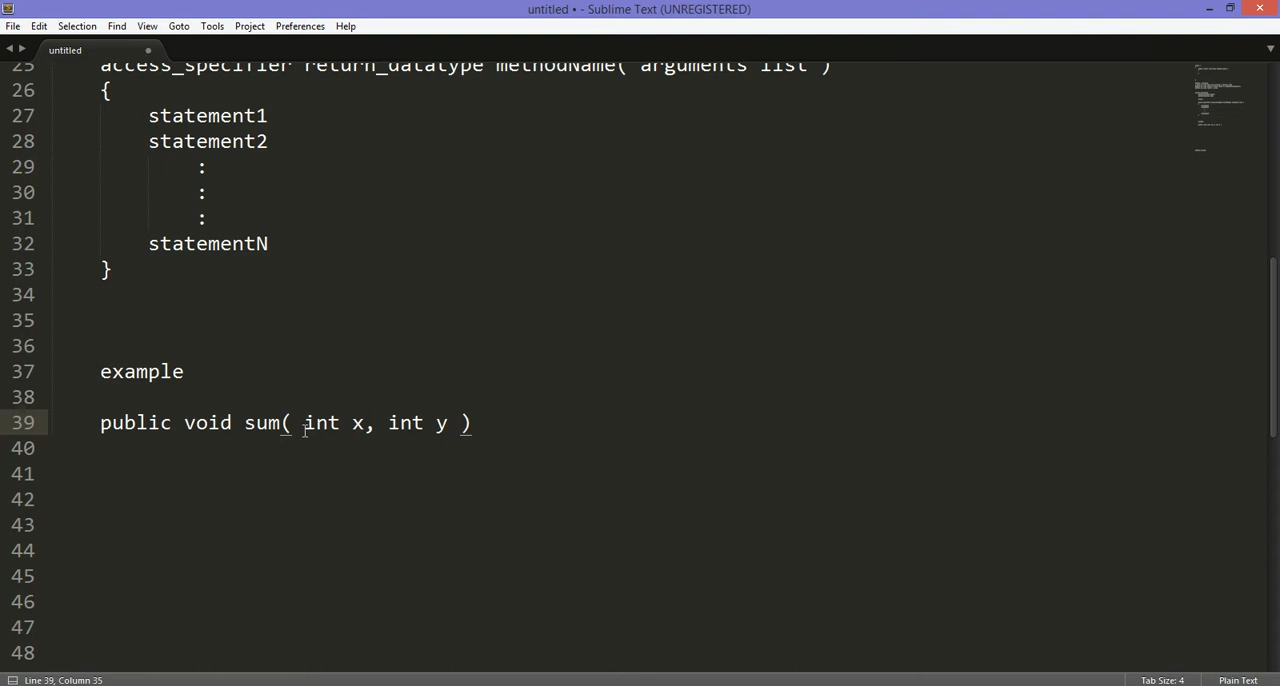 untitled • - Sublime Text (UNREGISTERED)
File Edit Selection Find View Goto Tools Project Preferences Help
untitled
25 access_specifier return_datatype methodName( arguments list )
26 {
27 statement1
28 statement2
29 :
30 :
31 :
32 statementN
33 }
34
35
36
37 example
38
39 public void sum( int x, int y )
40
41
42
43
44
45
46
47
48
Line 39, Column 35 Tab Size: 4 Plain Text